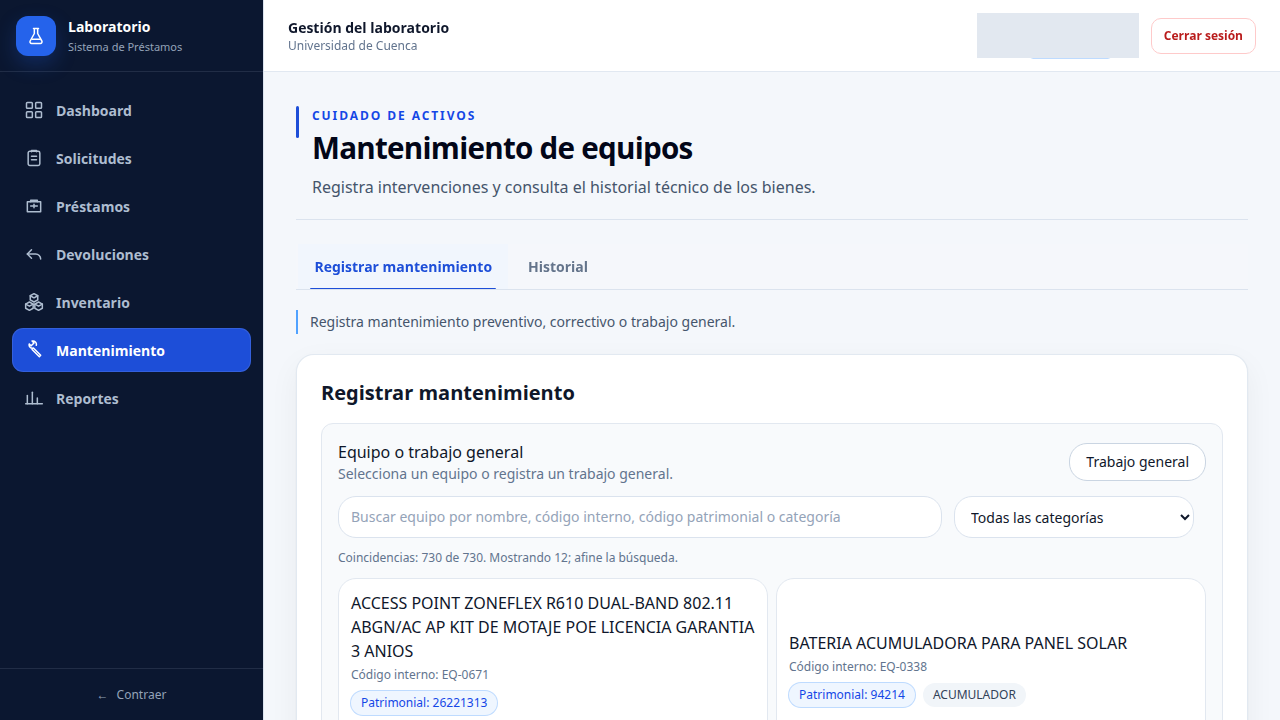 Laboratorio
Sistema de Préstamos
Gestión del laboratorio
Universidad de Cuenca
Cerrar sesión
Dashboard
Solicitudes
Préstamos
Devoluciones
Inventario
Mantenimiento
Reportes
← Contraer
CUIDADO DE ACTIVOS
Mantenimiento de equipos
Registra intervenciones y consulta el historial técnico de los bienes.
Registrar mantenimiento
Historial
Registra mantenimiento preventivo, correctivo o trabajo general.
Registrar mantenimiento
Equipo o trabajo general
Selecciona un equipo o registra un trabajo general.
Trabajo general
Buscar equipo por nombre, código interno, código patrimonial o categoría
Todas las categorías
Coincidencias: 730 de 730. Mostrando 12; afine la búsqueda.
ACCESS POINT ZONEFLEX R610 DUAL-BAND 802.11
ABGN/AC AP KIT DE MOTAJE POE LICENCIA GARANTIA
3 ANIOS
Código interno: EQ-0671
Patrimonial: 26221313
BATERIA ACUMULADORA PARA PANEL SOLAR
Código interno: EQ-0338
Patrimonial: 94214
ACUMULADOR